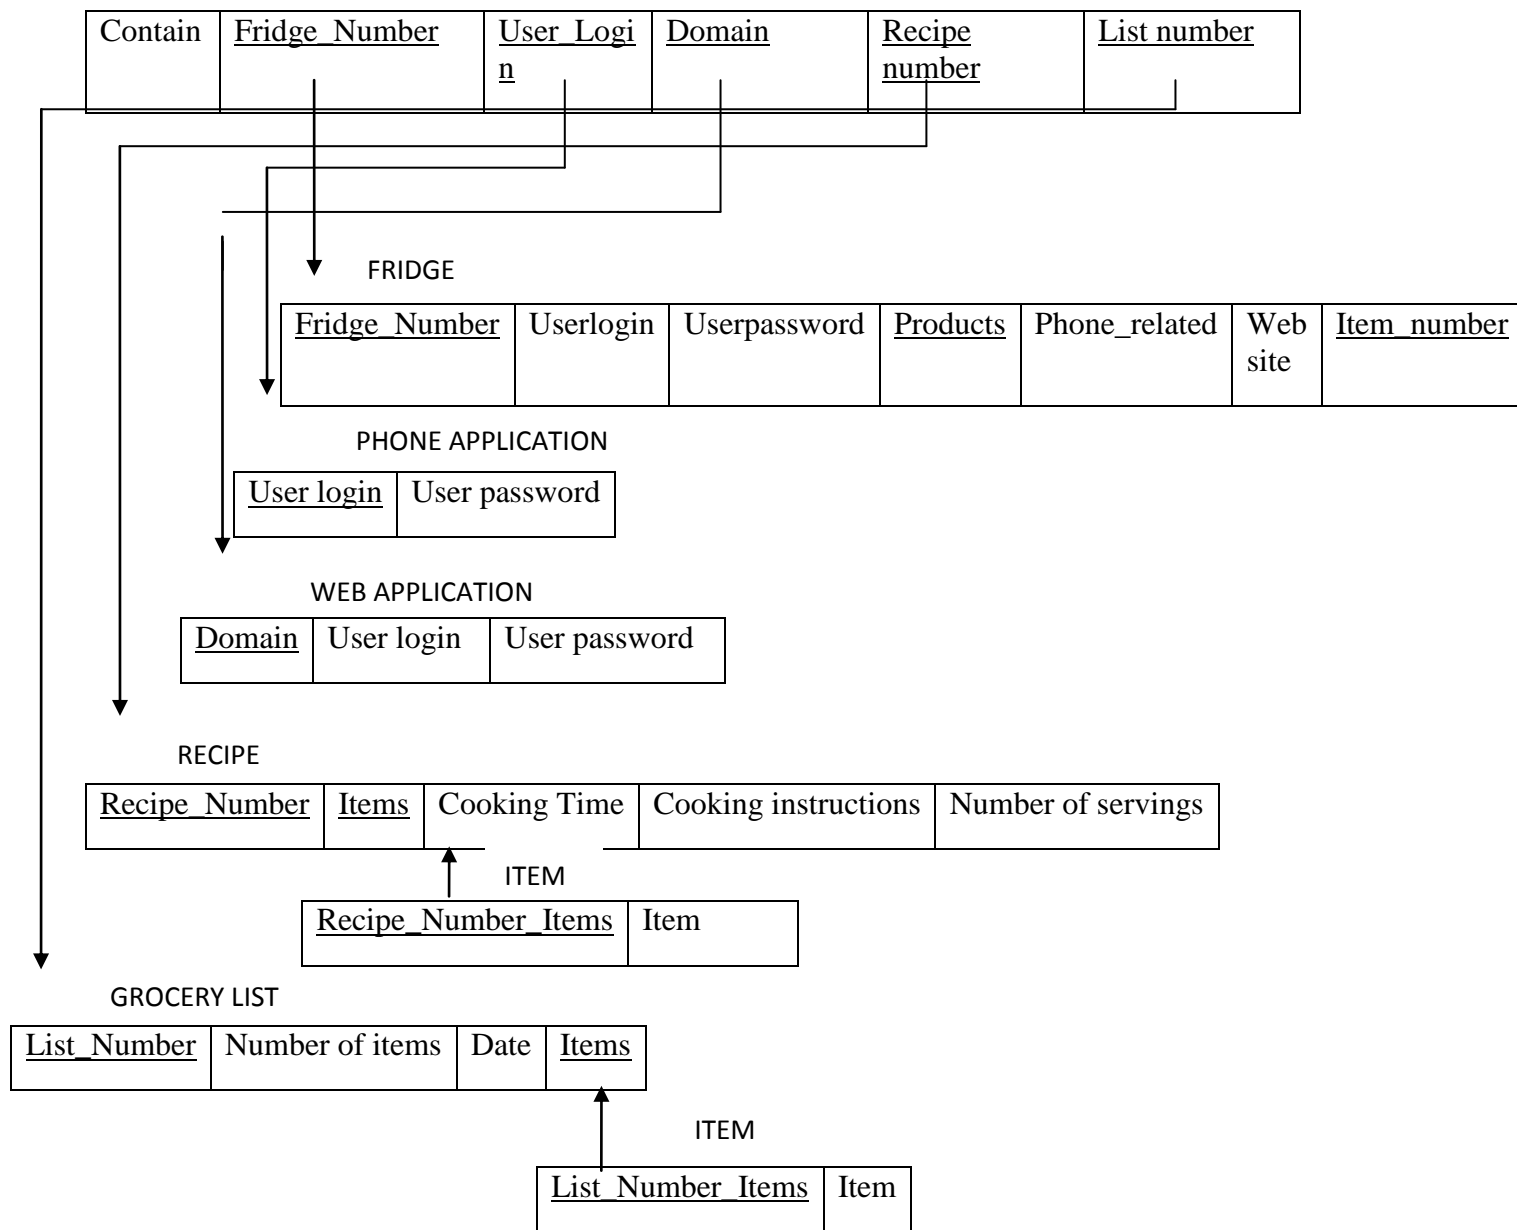 Contain Fridge_Number User_Logi Domain Recipe List number
n number
FRIDGE
Fridge_Number Userlogin Userpassword Products Phone_related Web Item_number
site
PHONE APPLICATION
User login User password
WEB APPLICATION
Domain User login User password
RECIPE
Recipe_Number Items Cooking Time Cooking instructions Number of servings
ITEM
Recipe_Number_Items Item
GROCERY LIST
List_Number Number of items Date Items
ITEM
List_Number_Items Item